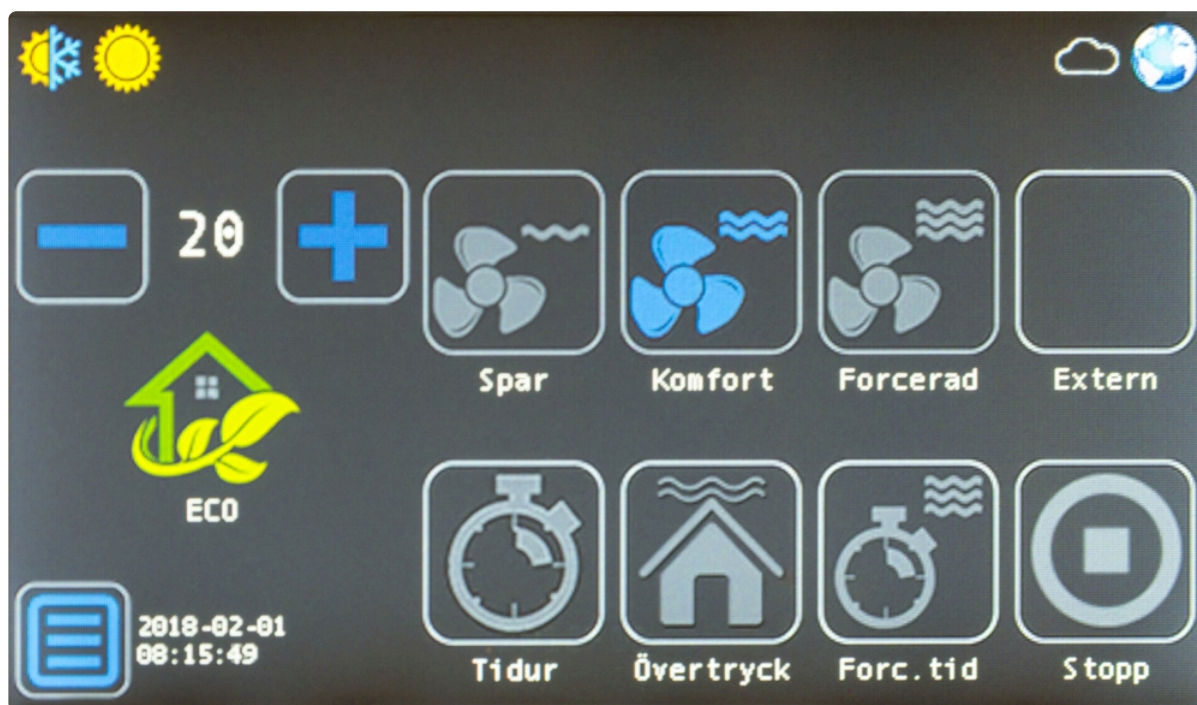 20
Spar
Komfort
Forcerad
Extern
ECO
2018-02-01
08:15:49
Tidur
Övertryck
Forc.tid
Stopp